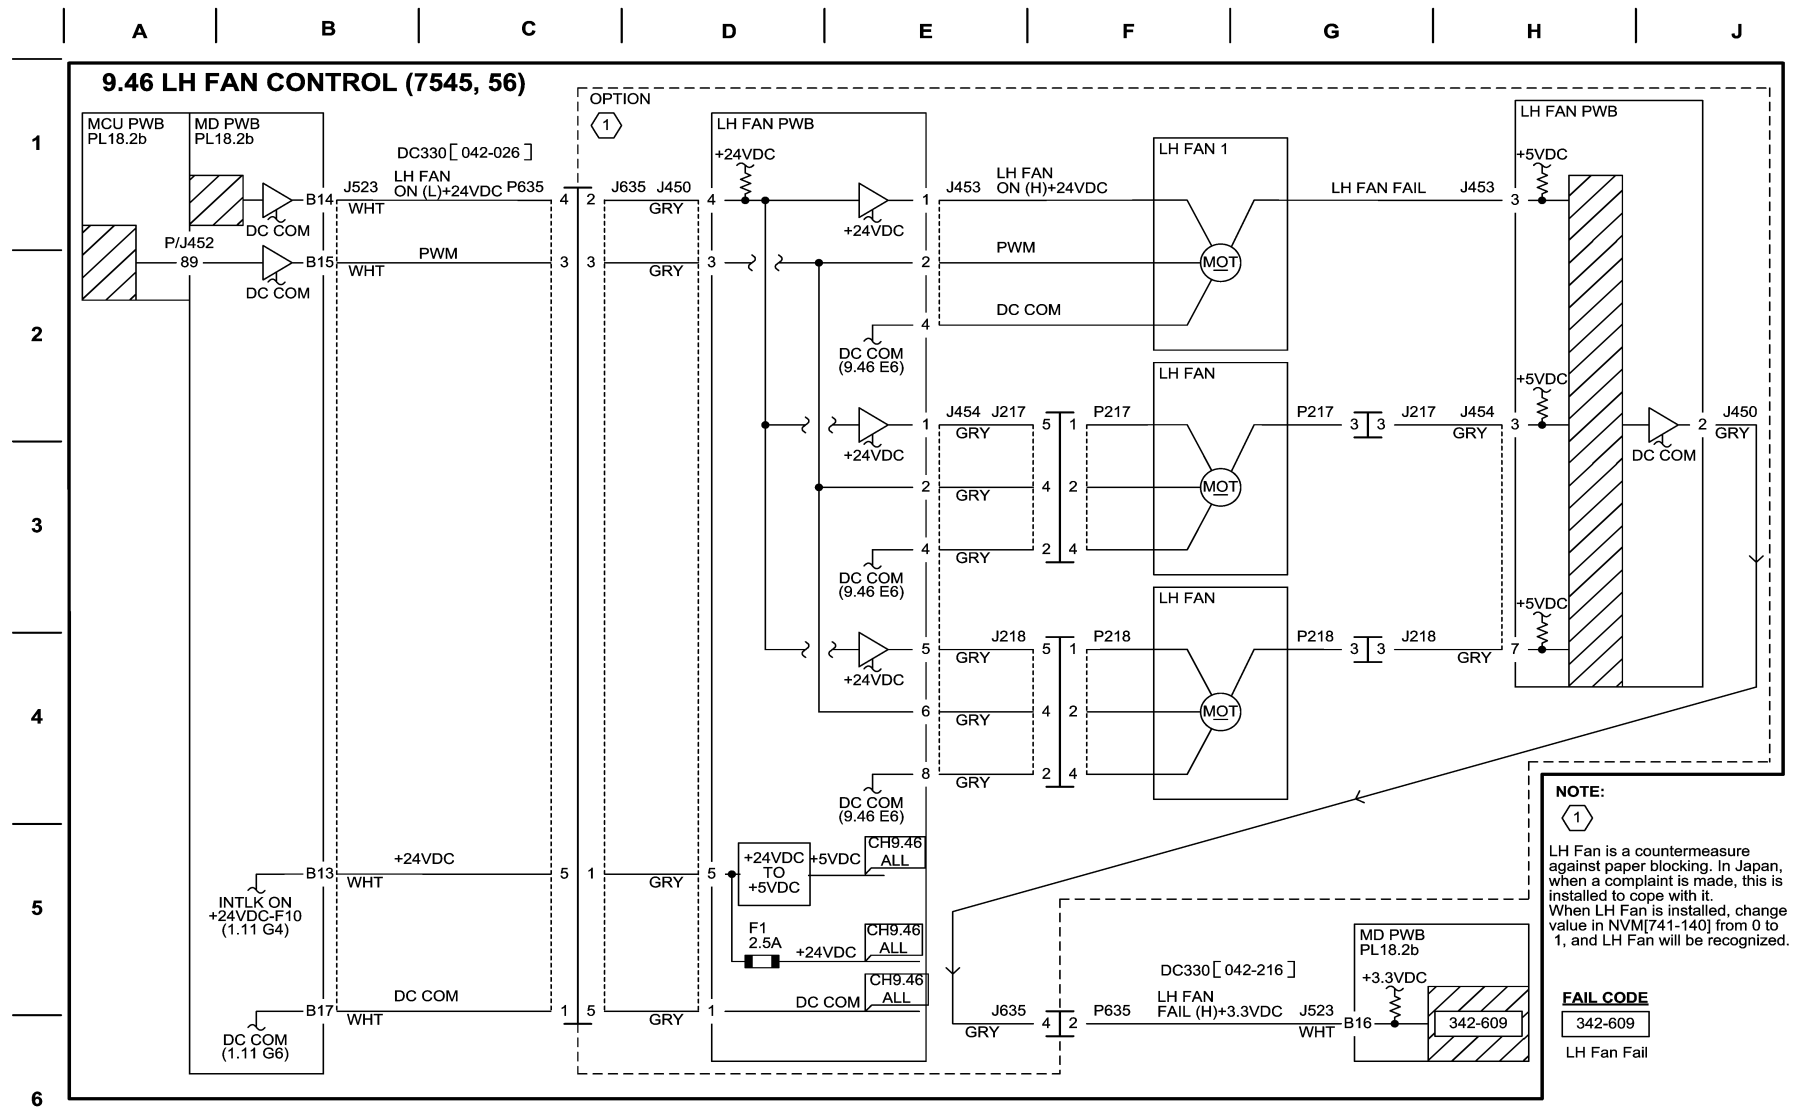 A B C D E F G H J
1
2
3
4
5
6
9.46 LH FAN CONTROL (7545, 56)
OPTION
1
MCU PWB
PL18.2b
MD PWB
PL18.2b
DC330 [ 042-026 ]
LH FAN
ON (L)+24VDC
J523
B14
WHT
DC COM
P635
4 2
J635 J450
GRY
4
P/J452
89
B15
WHT
DC COM
PWM
3 3
GRY
3
LH FAN PWB
+24VDC
+24VDC
1
J453
LH FAN
ON (H)+24VDC
2
PWM
4
DC COM
DC COM
(9.46 E6)
LH FAN 1
MOT
LH FAN FAIL
J453
3
LH FAN PWB
+5VDC
+24VDC
1
J454 J217
GRY
5 1
P217
2
GRY
4 2
4
GRY
2 4
DC COM
(9.46 E6)
LH FAN
MOT
P217
3 3
J217
J454
GRY
3
+5VDC
DC COM
2
J450
GRY
+24VDC
5
J218
GRY
5 1
P218
6
GRY
4 2
8
GRY
2 4
DC COM
(9.46 E6)
LH FAN
MOT
P218
3 3
J218
GRY
7
+5VDC
B13
WHT
+24VDC
INTLK ON
+24VDC-F10
(1.11 G4)
5 1
GRY
5
+24VDC
TO
+5VDC
+5VDC
CH9.46
ALL
F1
2.5A
+24VDC
CH9.46
ALL
B17
WHT
DC COM
DC COM
(1.11 G6)
1 5
GRY
1
DC COM
CH9.46
ALL
J635
GRY
4 2
P635
DC330 [ 042-216 ]
LH FAN
FAIL (H)+3.3VDC
J523
WHT
B16
MD PWB
PL18.2b
+3.3VDC
342-609
NOTE:
1
LH Fan is a countermeasure
against paper blocking. In Japan,
when a complaint is made, this is
installed to cope with it.
When LH Fan is installed, change
value in NVM[741-140] from 0 to
1, and LH Fan will be recognized.
FAIL CODE
342-609
LH Fan Fail